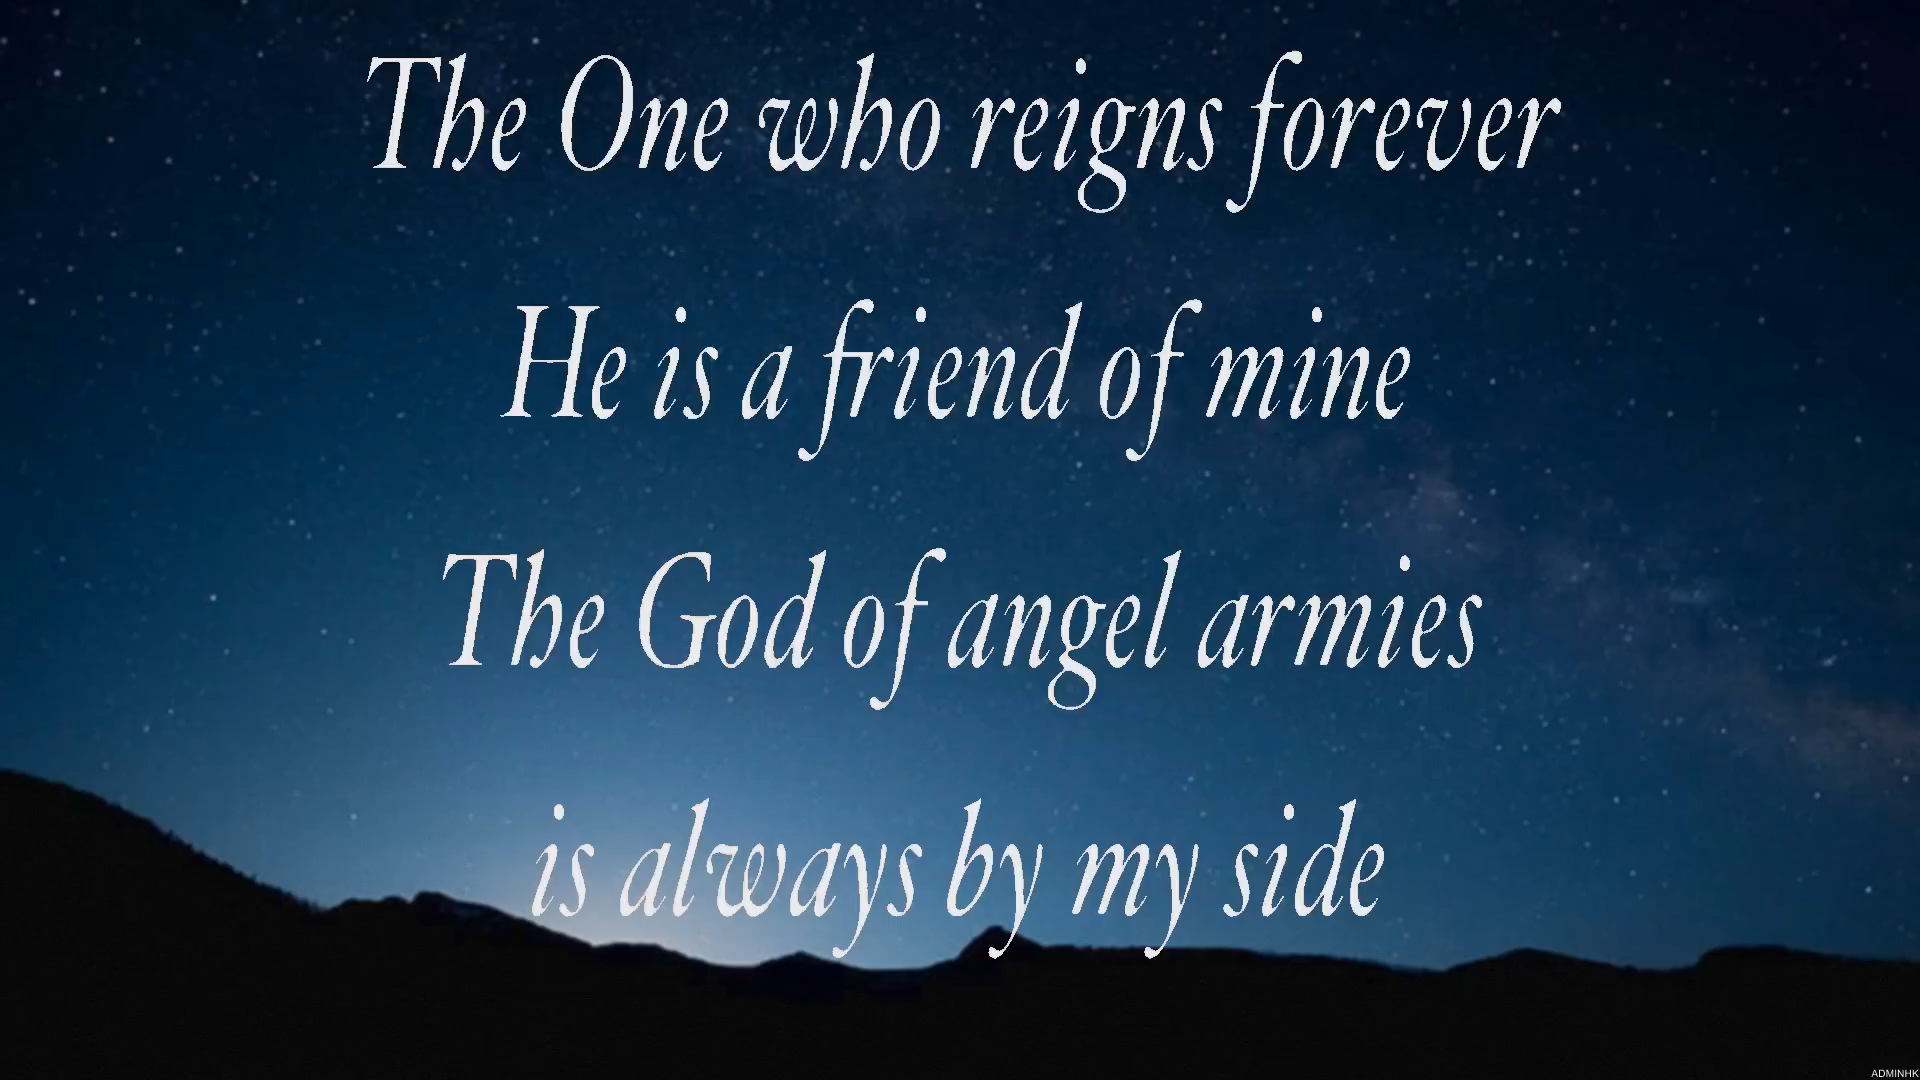 The One who reigns forever
He is a friend of mine
The God of angel armies
is always by my side
ADMINHK